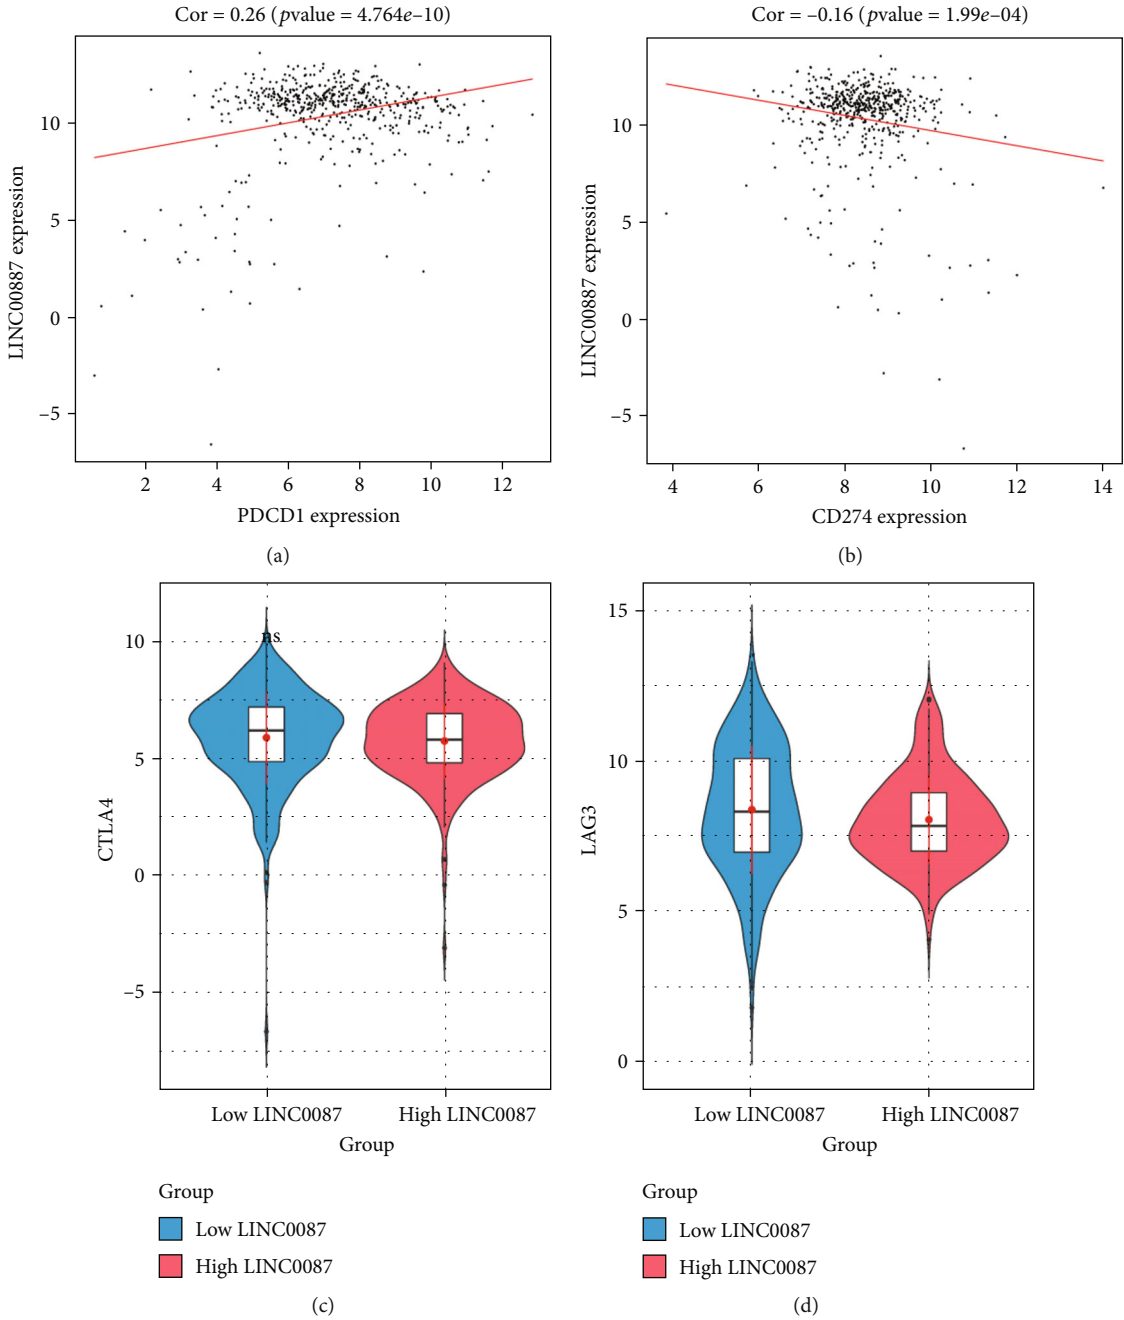 Cor = 0.26 (pvalue = 4.764e–10)
LINC00887 expression
10
5
0
–5
2 4 6 8 10 12
PDCD1 expression
(a)
Cor = –0.16 (pvalue = 1.99e–04)
LINC00887 expression
10
5
0
–5
4 6 8 10 12 14
CD274 expression
(b)
CTLA4
10
5
0
–5
ns
Low LINC0087 High LINC0087
Group
Group
Low LINC0087
High LINC0087
(c)
LAG3
15
10
5
0
Low LINC0087 High LINC0087
Group
Group
Low LINC0087
High LINC0087
(d)